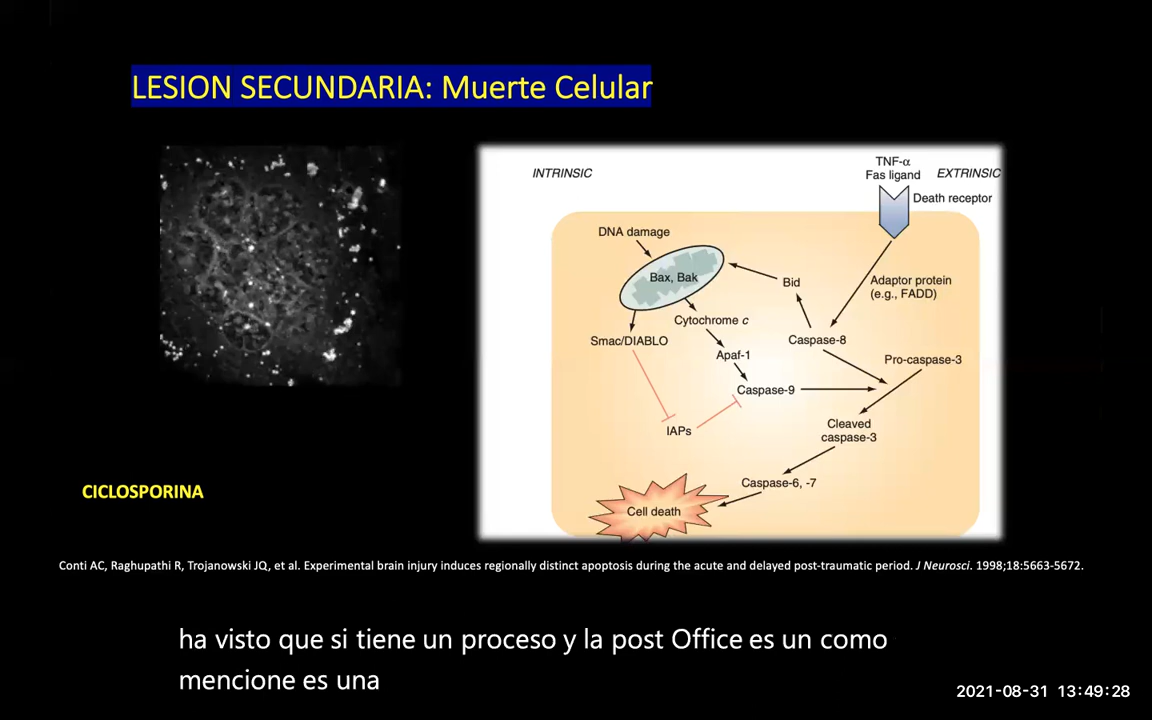 LESION SECUNDARIA: Muerte Celular
INTRINSIC
TNF-α
Fas ligand
EXTRINSIC
Death receptor
DNA damage
Bax, Bak
Bid
Adaptor protein
(e.g., FADD)
Cytochrome c
Smac/DIABLO
Caspase-8
Apaf-1
Pro-caspase-3
Caspase-9
IAPs
Cleaved
caspase-3
Caspase-6, -7
Cell death
CICLOSPORINA
Conti AC, Raghupathi R, Trojanowski JQ, et al. Experimental brain injury induces regionally distinct apoptosis during the acute and delayed post-traumatic period. J Neurosci. 1998;18:5663-5672.
ha visto que si tiene un proceso y la post Office es un como
mencione es una
2021-08-31 13:49:28